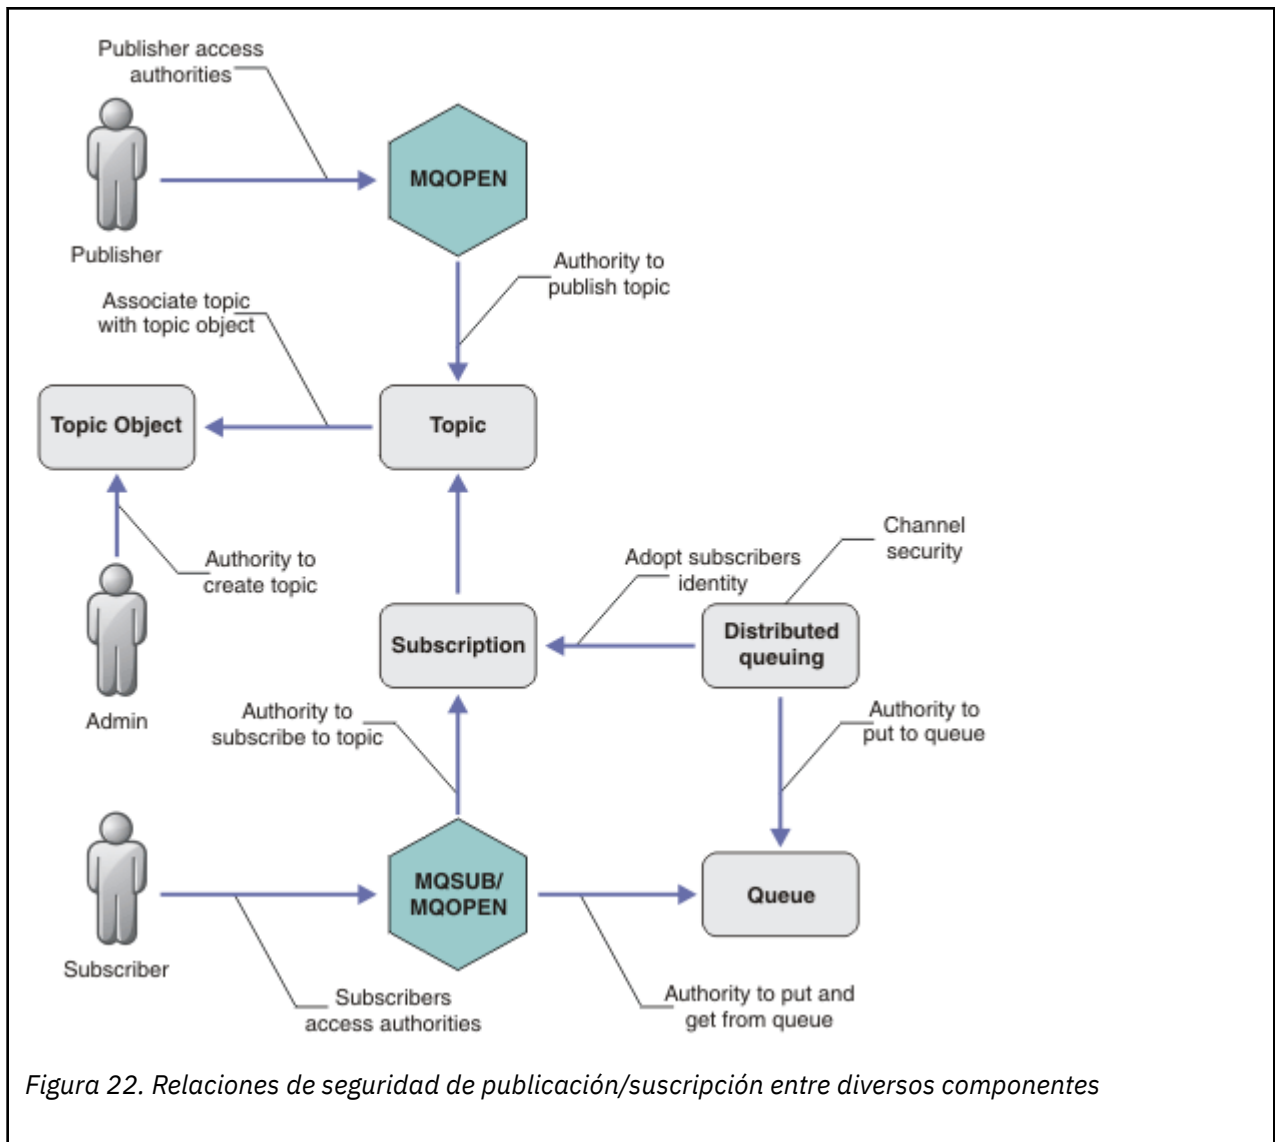 Publisher access
authorities
MQOPEN
Publisher
Authority to
publish topic
Associate topic
with topic object
Topic Object
Topic
Authority to
create topic
Admin
Channel
security
Adopt subscribers
identity
Subscription
Distributed
queuing
Authority to
subscribe to topic
Authority to
put to queue
MQSUB/
MQOPEN
Queue
Subscriber
Subscribers
access authorities
Authority to put and
get from queue
Figura 22. Relaciones de seguridad de publicación/suscripción entre diversos componentes